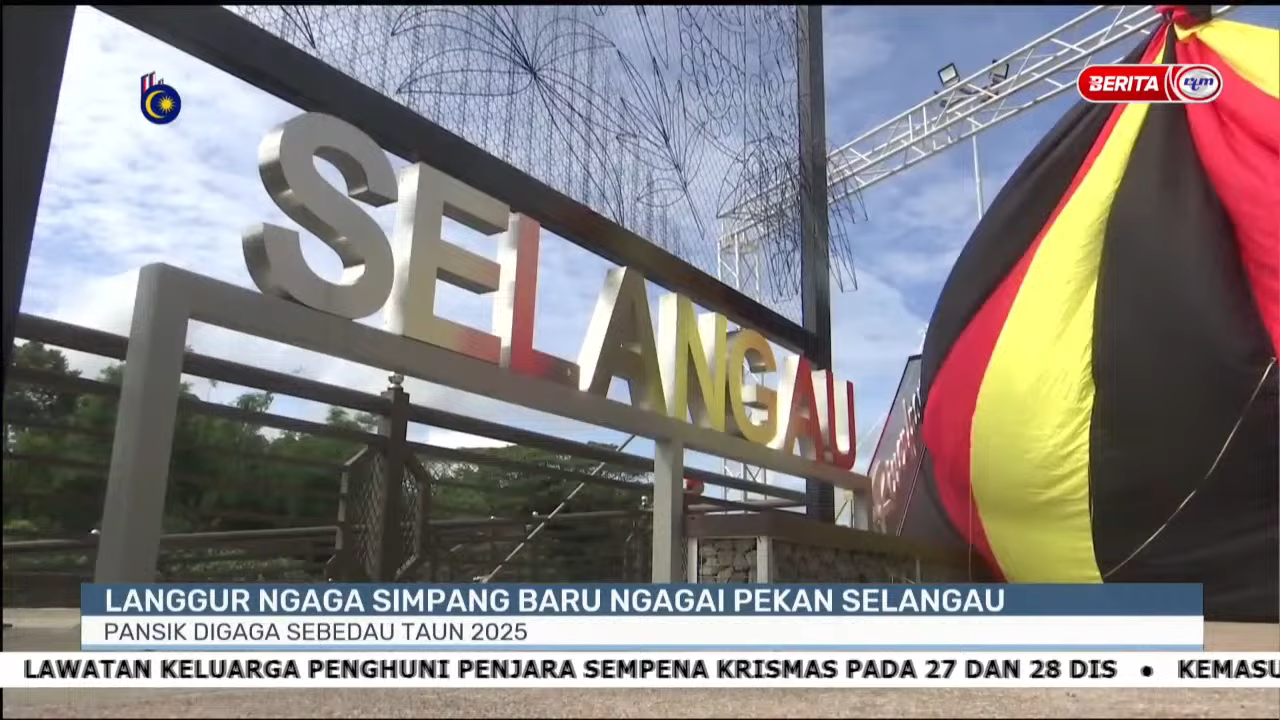 BERITA rtm
SELANGAU
LANGGUR NGAGA SIMPANG BARU NGAGAI PEKAN SELANGAU
PANSIK DIGAGA SEBEDAU TAUN 2025
LAWATAN KELUARGA PENGHUNI PENJARA SEMPENA KRISMAS PADA 27 DAN 28 DIS • KEMASU